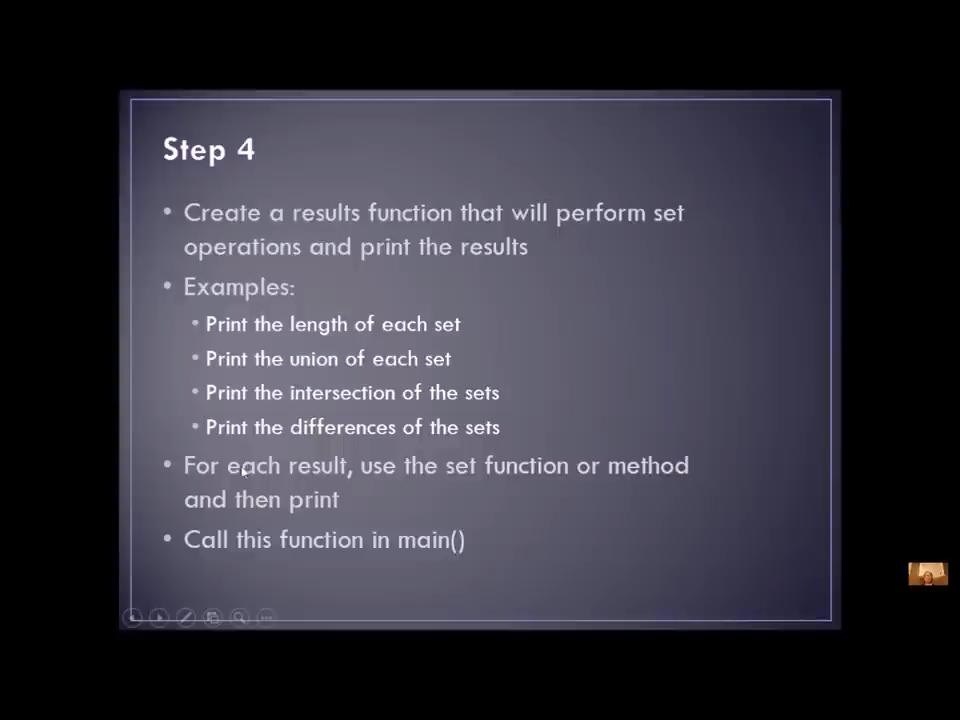 Step 4
• Create a results function that will perform set
operations and print the results
• Examples:
• Print the length of each set
• Print the union of each set
• Print the intersection of the sets
• Print the differences of the sets
• For each result, use the set function or method
and then print
• Call this function in main()